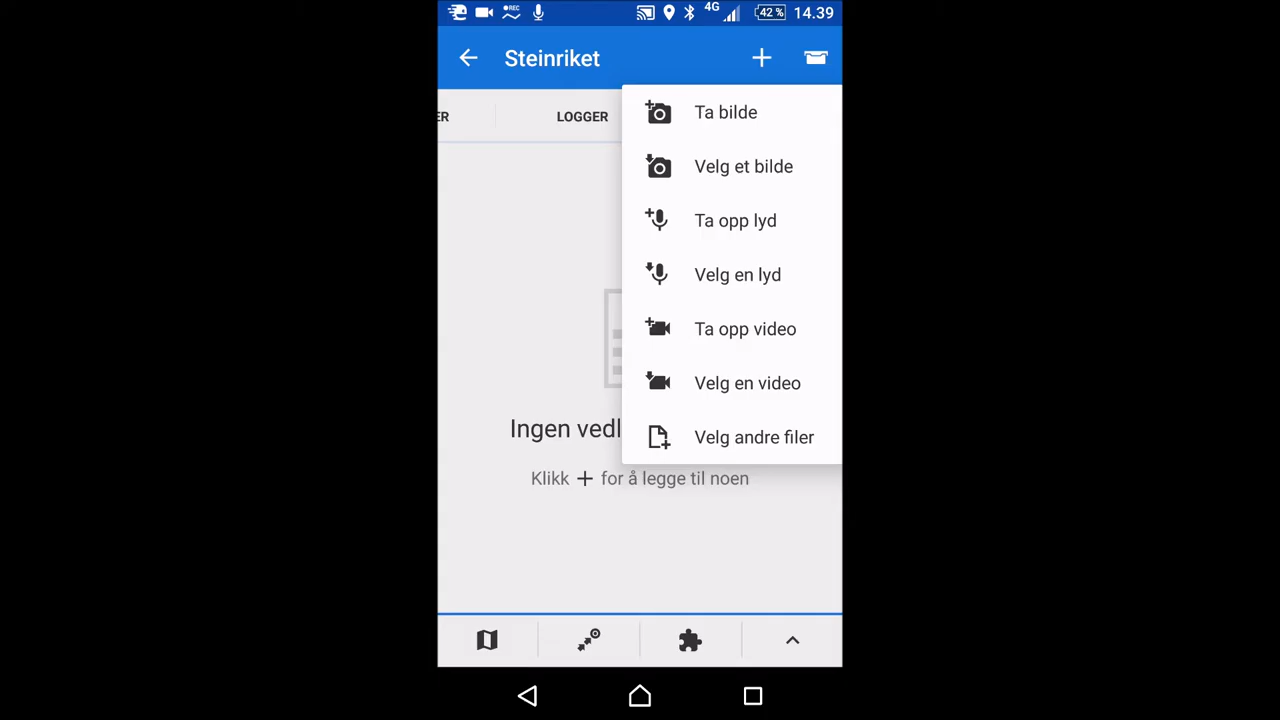 REC
4G
42 %
14.39
Steinriket
ER
LOGGER
Ta bilde
Velg et bilde
Ta opp lyd
Velg en lyd
Ta opp video
Velg en video
Velg andre filer
Ingen vedl
Klikk + for å legge til noen